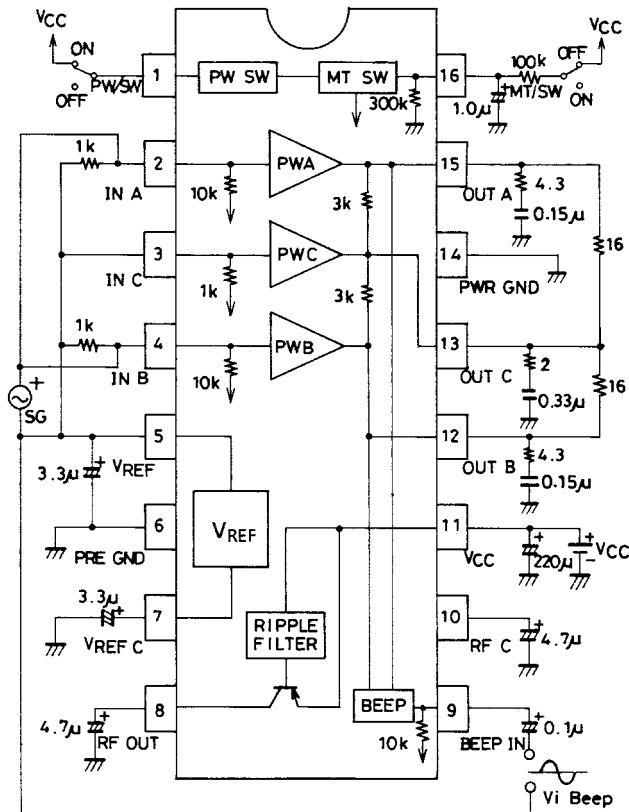 VCC
VCC
ON
OFF
PW/SW
1
PW SW
MT SW
16
300k
100k
OFF
ON
MT/SW
1.0μ
+
1k
2
IN A
10k
PWA
3k
15
OUT A
4.3
0.15μ
3
IN C
1k
PWC
3k
14
PWR GND
16
1k
4
IN B
10k
PWB
13
OUT C
2
0.33μ
16
+
SG
5
VREF
3.3μ
+
12
OUT B
4.3
0.15μ
6
PRE GND
VREF
11
VCC
+
220μ
+
-
VCC
3.3μ
+
7
VREF C
RIPPLE
FILTER
10
RF C
+
4.7μ
8
RF OUT
+
4.7μ
BEEP
10k
9
BEEP IN
+
0.1μ
Vi Beep